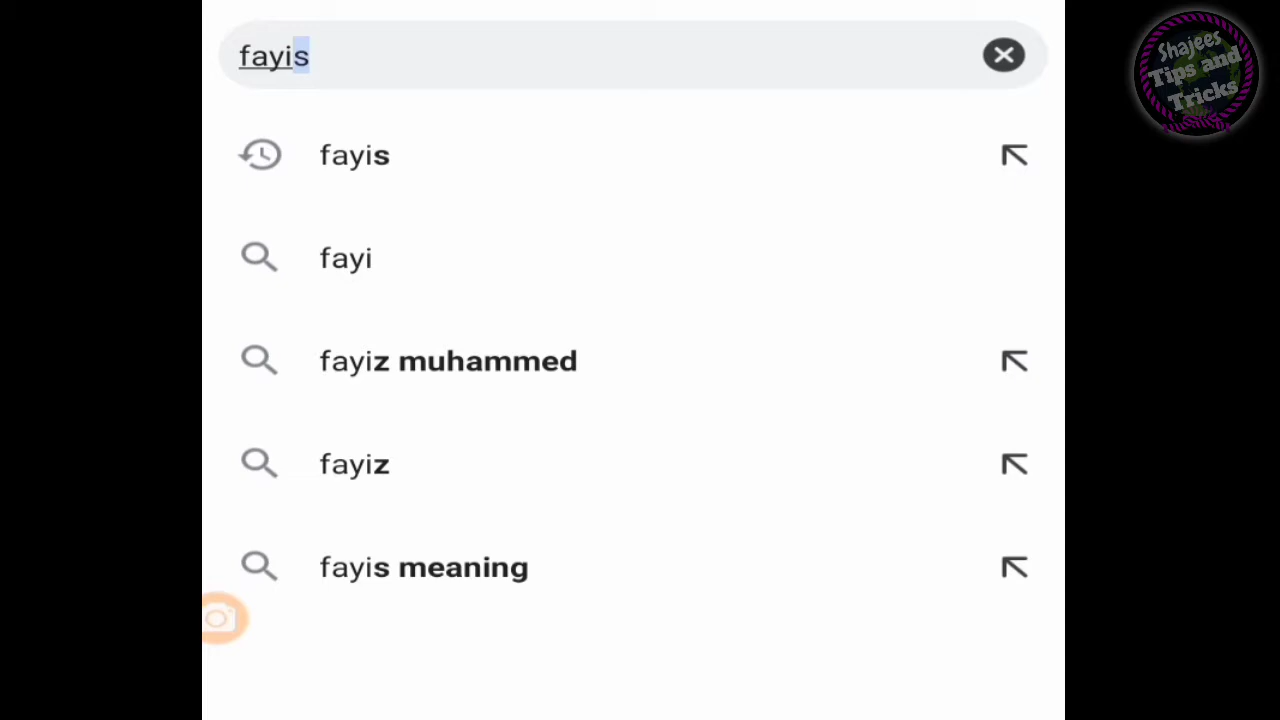 fayis
Shajees
Tips and
Tricks
fayis
fayi
fayiz muhammed
fayiz
fayis meaning